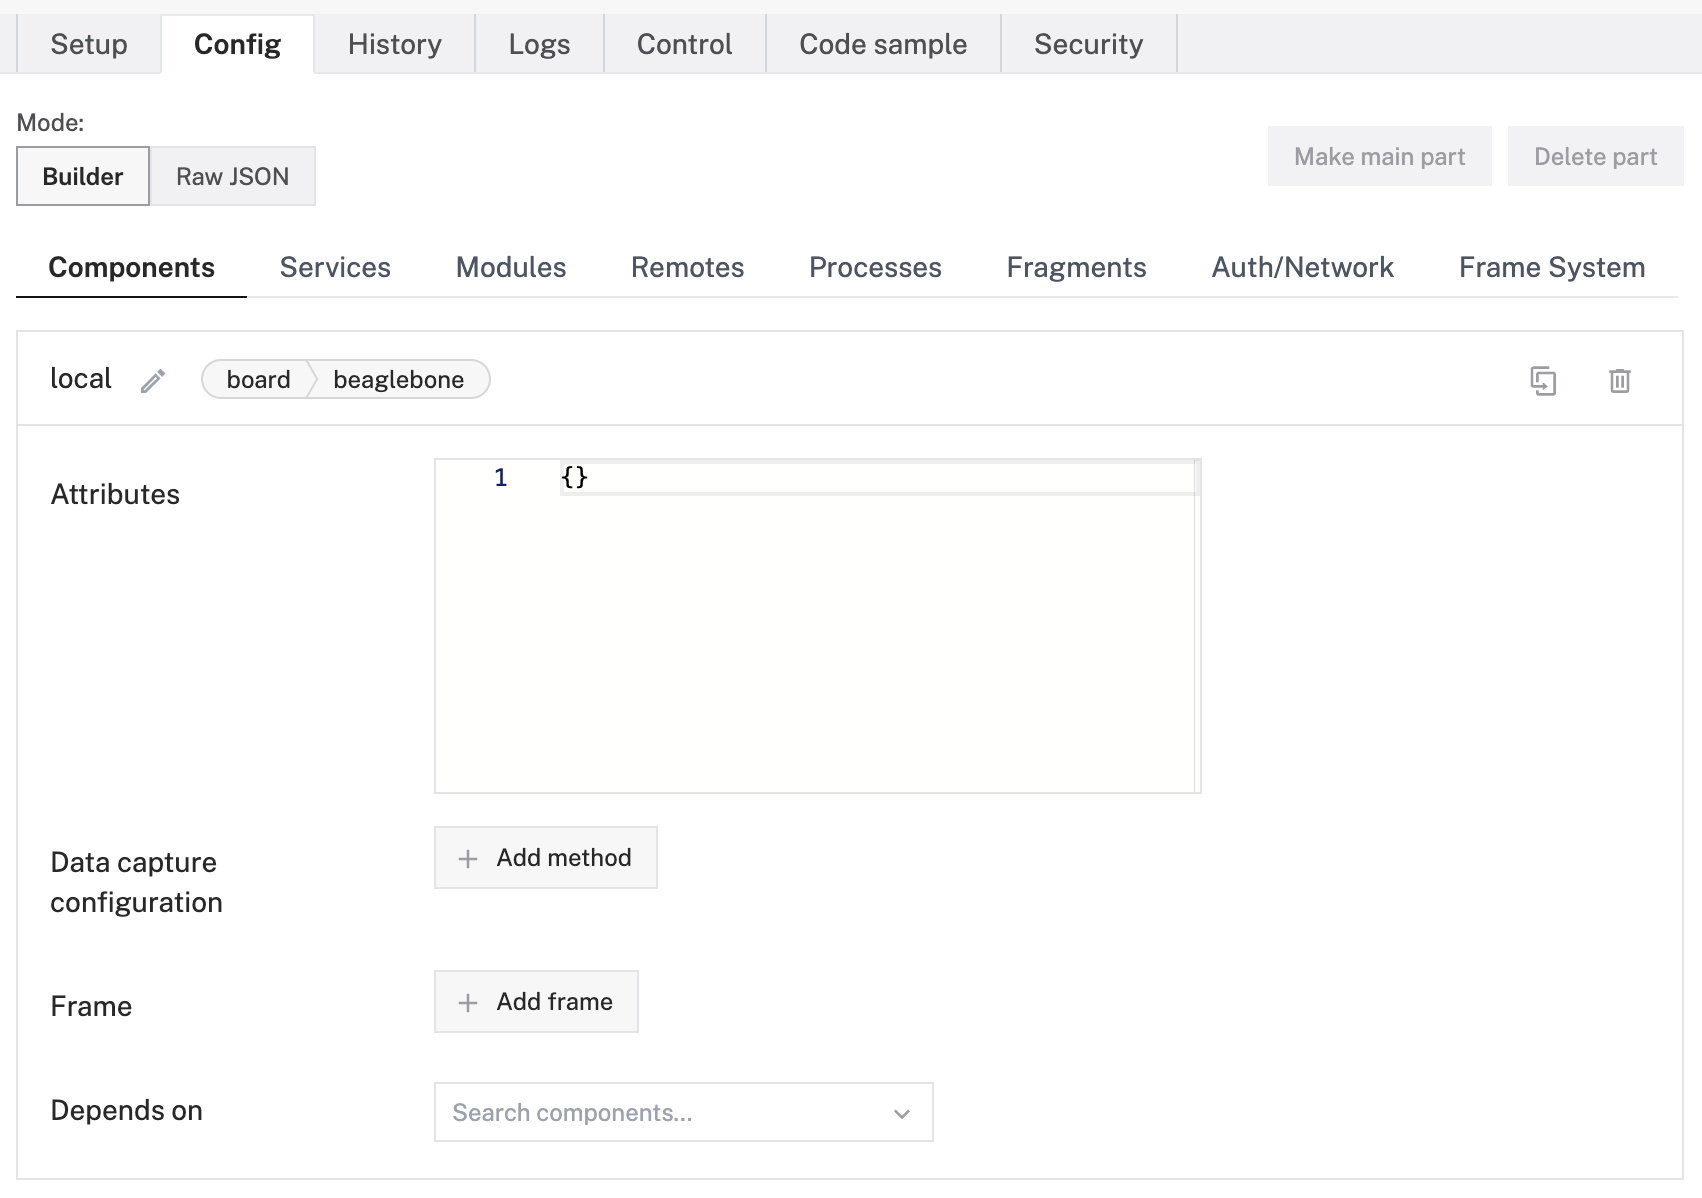 Setup Config History Logs Control Code sample Security
Mode:
Builder Raw JSON Make main part Delete part
Components Services Modules Remotes Processes Fragments Auth/Network Frame System
local board beaglebone
Attributes 1 {}
Data capture
configuration
Add method
Frame Add frame
Depends on Search components...